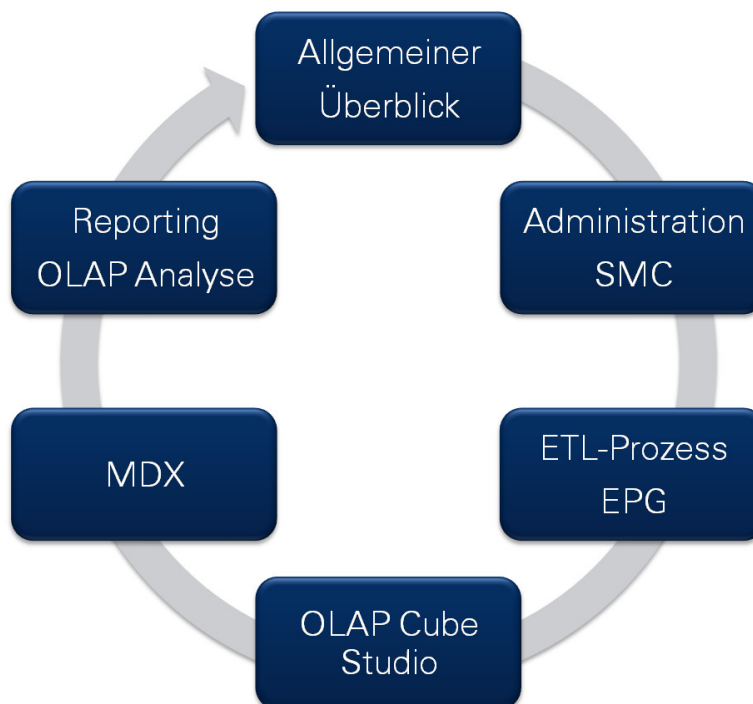 Allgemeiner
Überblick
Administration
SMC
ETL-Prozess
EPG
OLAP Cube
Studio
MDX
Reporting
OLAP Analyse